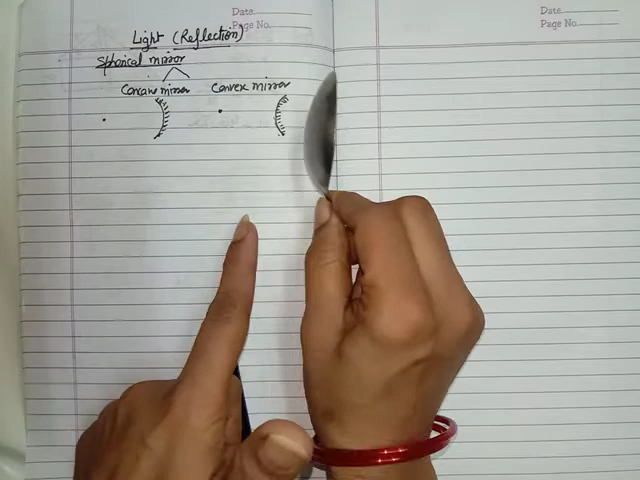 Date
Page No.
Date
Page No.
Light (Reflection)
Spherical mirror
Concave mirror Convex mirror